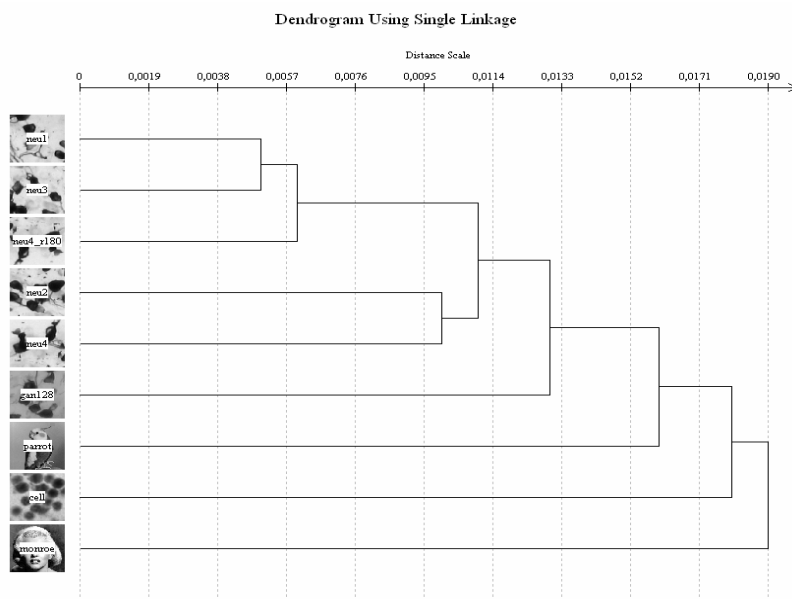 Dendrogram Using Single Linkage
Distance Scale
0 0,0019 0,0038 0,0057 0,0076 0,0095 0,0114 0,0133 0,0152 0,0171 0,0190
neu1
neu3
neu4_r180
neu2
neu4
gan128
parrot
cell
monroe